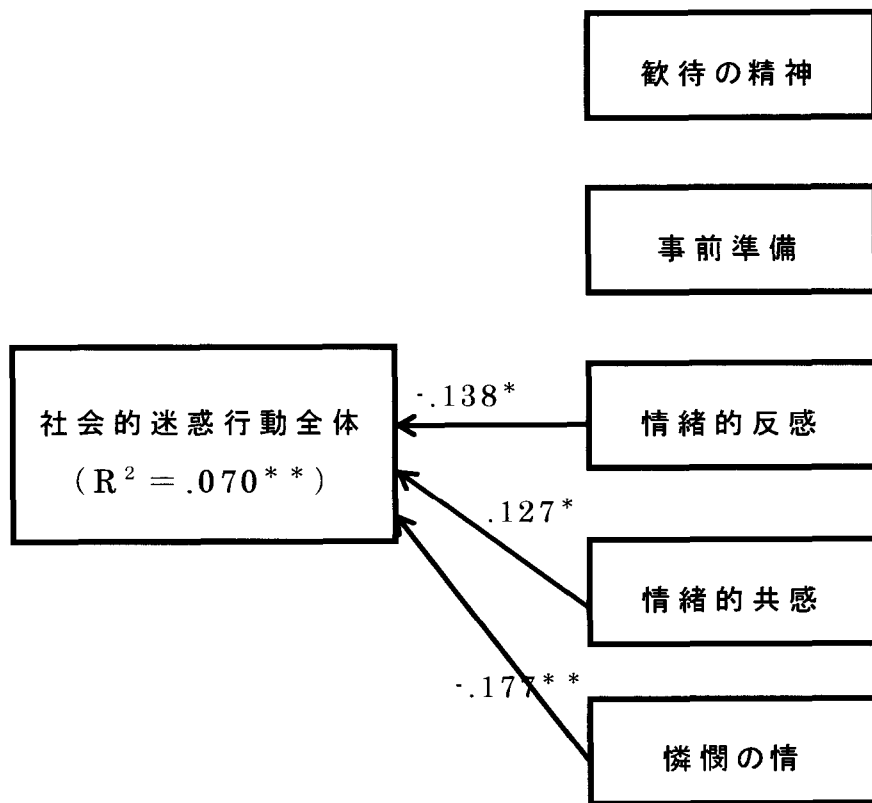 歓待の精神
事前準備
社会的迷惑行動全体
(R²=.070**)
-.138*
情緒的反感
.127*
情緒的共感
-.177**
憐憫の情